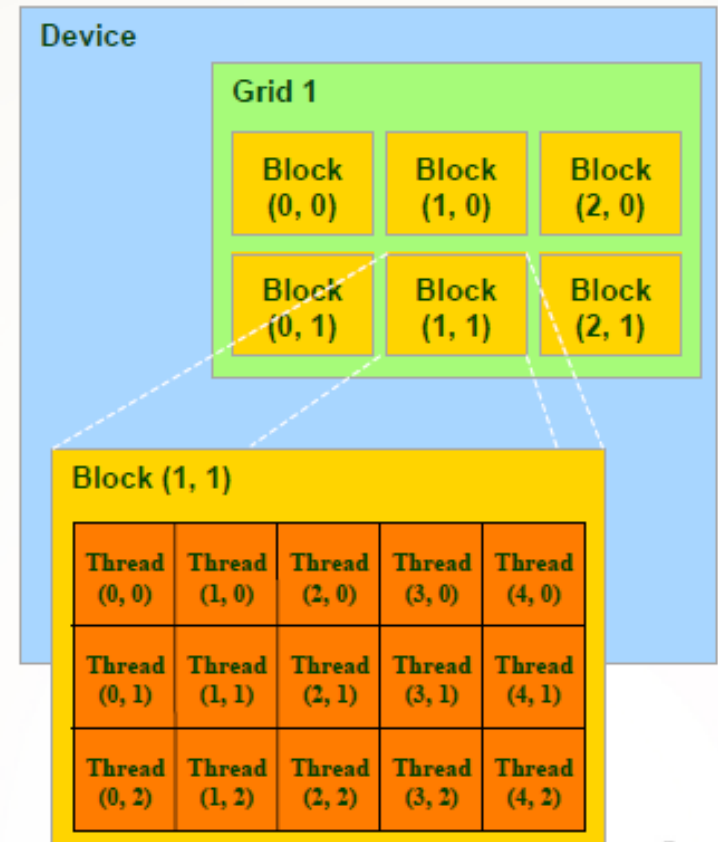 Device
Grid 1
Block Block Block
(0, 0) (1, 0) (2, 0)
Block Block Block
(0, 1) (1, 1) (2, 1)
Block (1, 1)
Thread Thread Thread Thread Thread
(0, 0) (1, 0) (2, 0) (3, 0) (4, 0)
Thread Thread Thread Thread Thread
(0, 1) (1, 1) (2, 1) (3, 1) (4, 1)
Thread Thread Thread Thread Thread
(0, 2) (1, 2) (2, 2) (3, 2) (4, 2)